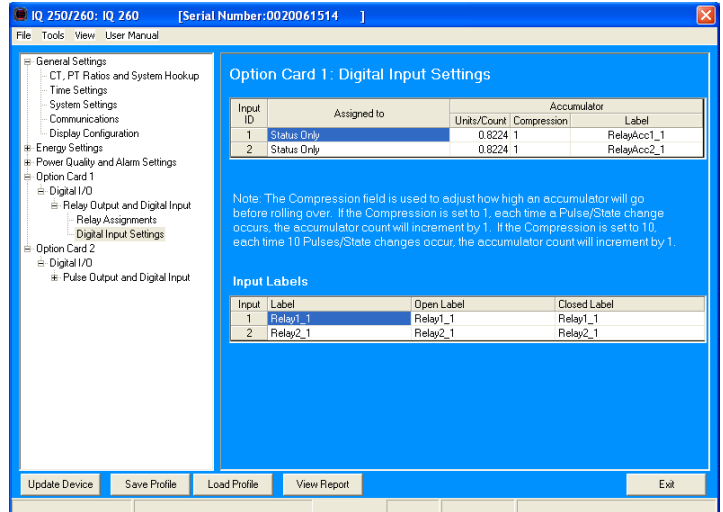 IQ 250/260: IQ 260 [Serial Number:0020061514 ]
File Tools View User Manual
General Settings
CT, PT Ratios and System Hookup
Time Settings
System Settings
Communications
Display Configuration
Energy Settings
Power Quality and Alarm Settings
Option Card 1
Digital I/O
Relay Output and Digital Input
Relay Assignments
Digital Input Settings
Option Card 2
Digital I/O
Pulse Output and Digital Input
Option Card 1: Digital Input Settings
Input ID Assigned to Accumulator
Units/Count Compression Label
1 Status Only 0.8224 1 RelayAcc1_1
2 Status Only 0.8224 1 RelayAcc2_1
Note: The Compression field is used to adjust how high an accumulator will go
before rolling over. If the Compression is set to 1, each time a Pulse/State change
occurs, the accumulator count will increment by 1. If the Compression is set to 10,
each time 10 Pulses/State changes occur, the accumulator count will increment by 1.
Input Labels
Input Label Open Label Closed Label
1 Relay1_1 Relay1_1 Relay1_1
2 Relay2_1 Relay2_1 Relay2_1
Update Device Save Profile Load Profile View Report Exit